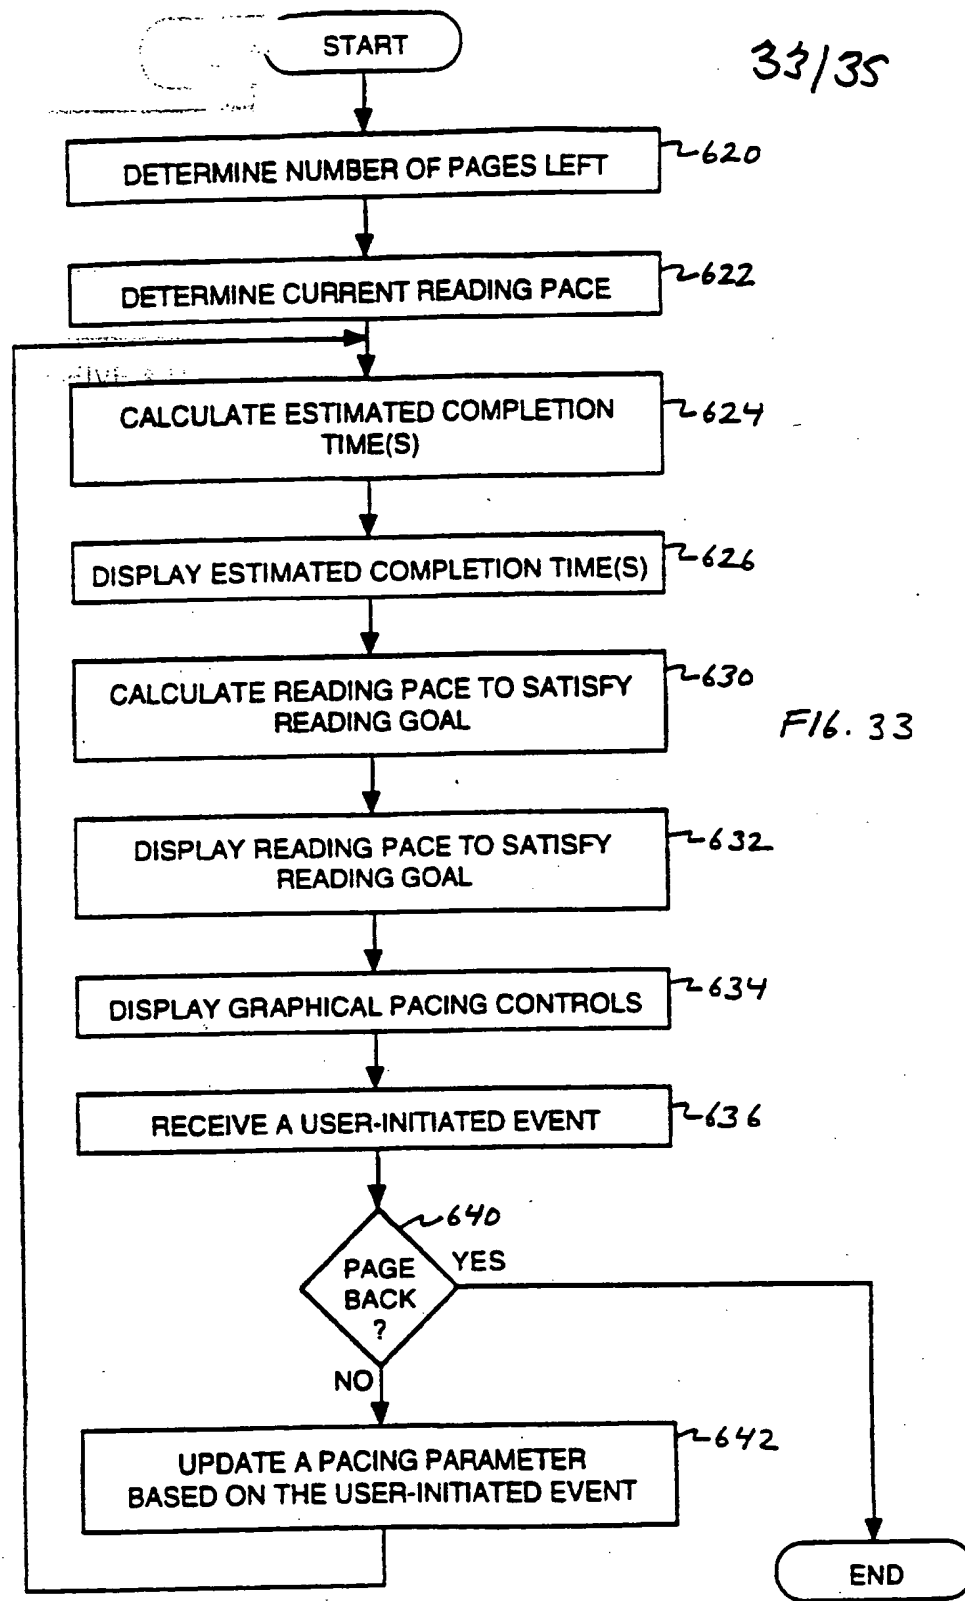 START
33/35
DETERMINE NUMBER OF PAGES LEFT
620
DETERMINE CURRENT READING PACE
622
CALCULATE ESTIMATED COMPLETION
TIME(S)
624
DISPLAY ESTIMATED COMPLETION TIME(S)
626
CALCULATE READING PACE TO SATISFY
READING GOAL
630
FIG. 33
DISPLAY READING PACE TO SATISFY
READING GOAL
632
DISPLAY GRAPHICAL PACING CONTROLS
634
RECEIVE A USER-INITIATED EVENT
636
640
PAGE
BACK
?
YES
NO
UPDATE A PACING PARAMETER
BASED ON THE USER-INITIATED EVENT
642
END